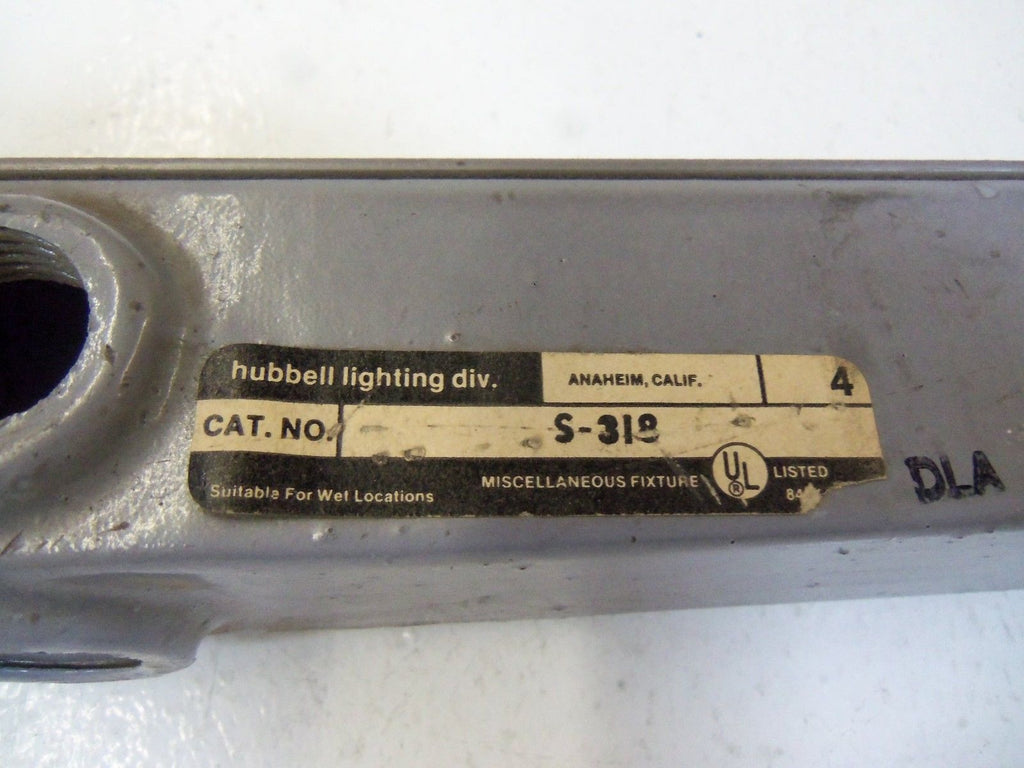 hubbell lighting div. ANAHEIM, CALIF. 4
CAT. NO. S-318
Suitable For Wet Locations MISCELLANEOUS FIXTURE UL ® LISTED
DLA